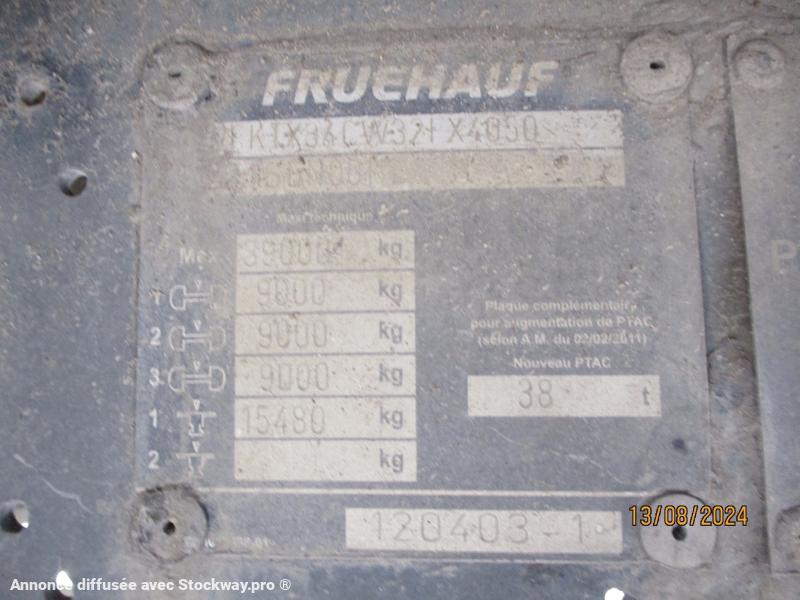 FRUEHAUF
Maxi technique
Max 39000 kg
1 9000 kg
2 9000 kg
3 9000 kg
1 15480 kg
2 kg
Plaque complémentaire
pour augmentation de PTAC
(selon A.M. du 02/02/2011)
Nouveau PTAC
38 t
120403-1
P
13/08/2024
Annonce diffusée avec Stockway.pro ®